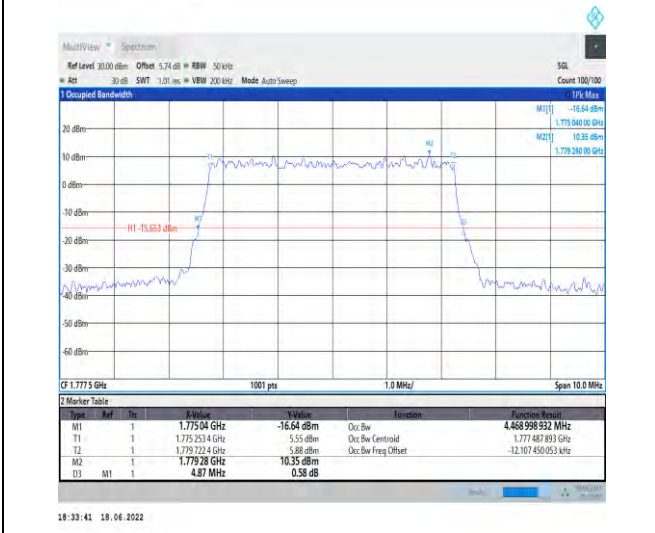 MultiView Spectrum
Ref Level 30.00 dBm Offset 5.74 dB RBW 50 kHz SGL
Att 30 dB SWT 1.01 ms VBW 200 kHz Mode Auto Sweep Count 100/100
1 Occupied Bandwidth 1Pk Max
M1[1] -16.64 dBm
1.775 040 00 GHz
M2[1] 10.35 dBm
1.779 280 00 GHz
20 dBm
M2
T1 T2
10 dBm
0 dBm
-10 dBm
M1 D3
H1 -15.653 dBm
-20 dBm
-30 dBm
-40 dBm
-50 dBm
-60 dBm
CF 1.777 5 GHz 1001 pts 1.0 MHz/ Span 10.0 MHz
2 Marker Table
Type Ref Trc X-Value Y-Value Function Function Result
M1 1 1.775 04 GHz -16.64 dBm Occ Bw 4.468 998 932 MHz
T1 1 1.775 253 4 GHz 5.55 dBm Occ Bw Centroid 1.777 487 893 GHz
T2 1 1.779 722 4 GHz 5.88 dBm Occ Bw Freq Offset -12.107 450 053 kHz
M2 1 1.779 28 GHz 10.35 dBm
D3 M1 1 4.87 MHz 0.58 dB
18:33:41 18.06.2022